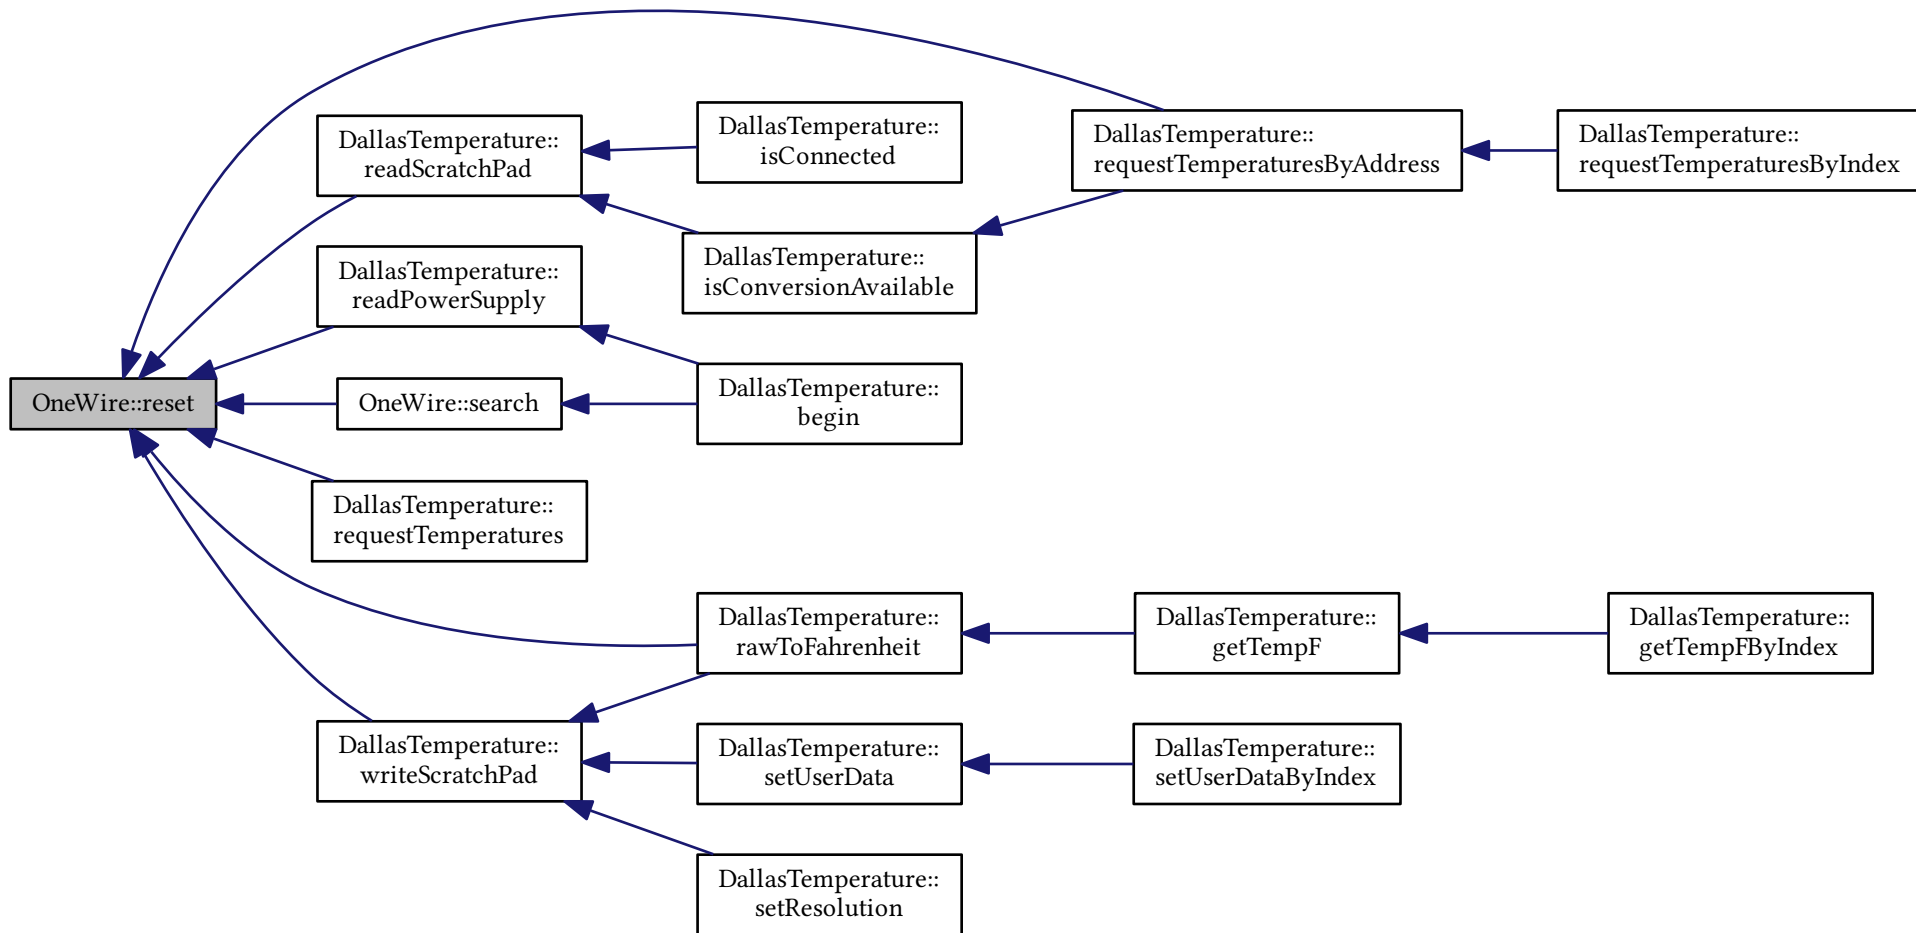 DallasTemperature::
readScratchPad
DallasTemperature::
isConnected
DallasTemperature::
requestTemperaturesByAddress
DallasTemperature::
requestTemperaturesByIndex
DallasTemperature::
isConversionAvailable
DallasTemperature::
readPowerSupply
OneWire::reset
OneWire::search
DallasTemperature::
begin
DallasTemperature::
requestTemperatures
DallasTemperature::
rawToFahrenheit
DallasTemperature::
getTempF
DallasTemperature::
getTempFByIndex
DallasTemperature::
writeScratchPad
DallasTemperature::
setUserData
DallasTemperature::
setUserDataByIndex
DallasTemperature::
setResolution